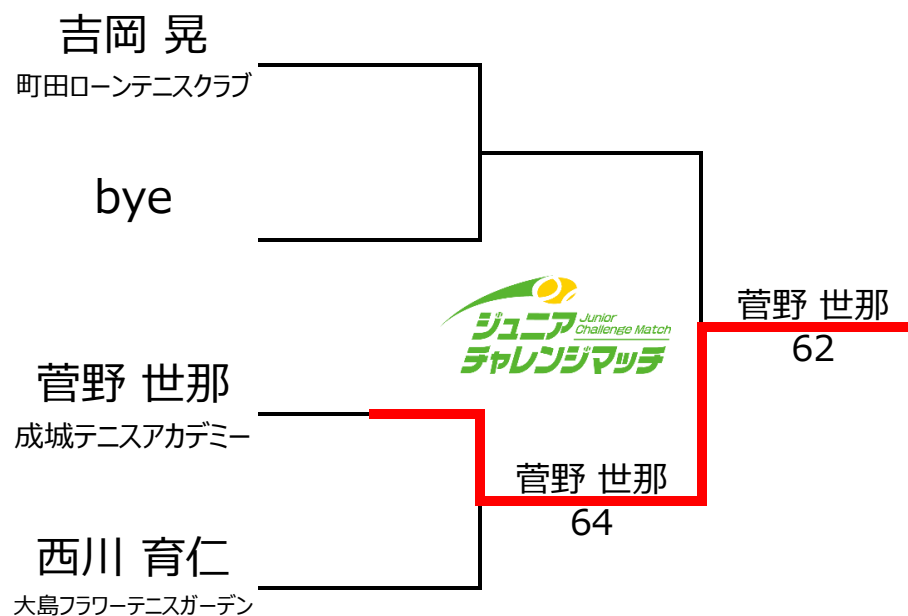 吉岡 晃
町田ローンテニスクラブ
bye
ジュニア
Junior
Challenge Match
チャレンジマッチ
菅野 世那
62
菅野 世那
成城テニスアカデミー
菅野 世那
64
西川 育仁
大島フラワーテニスガーデン